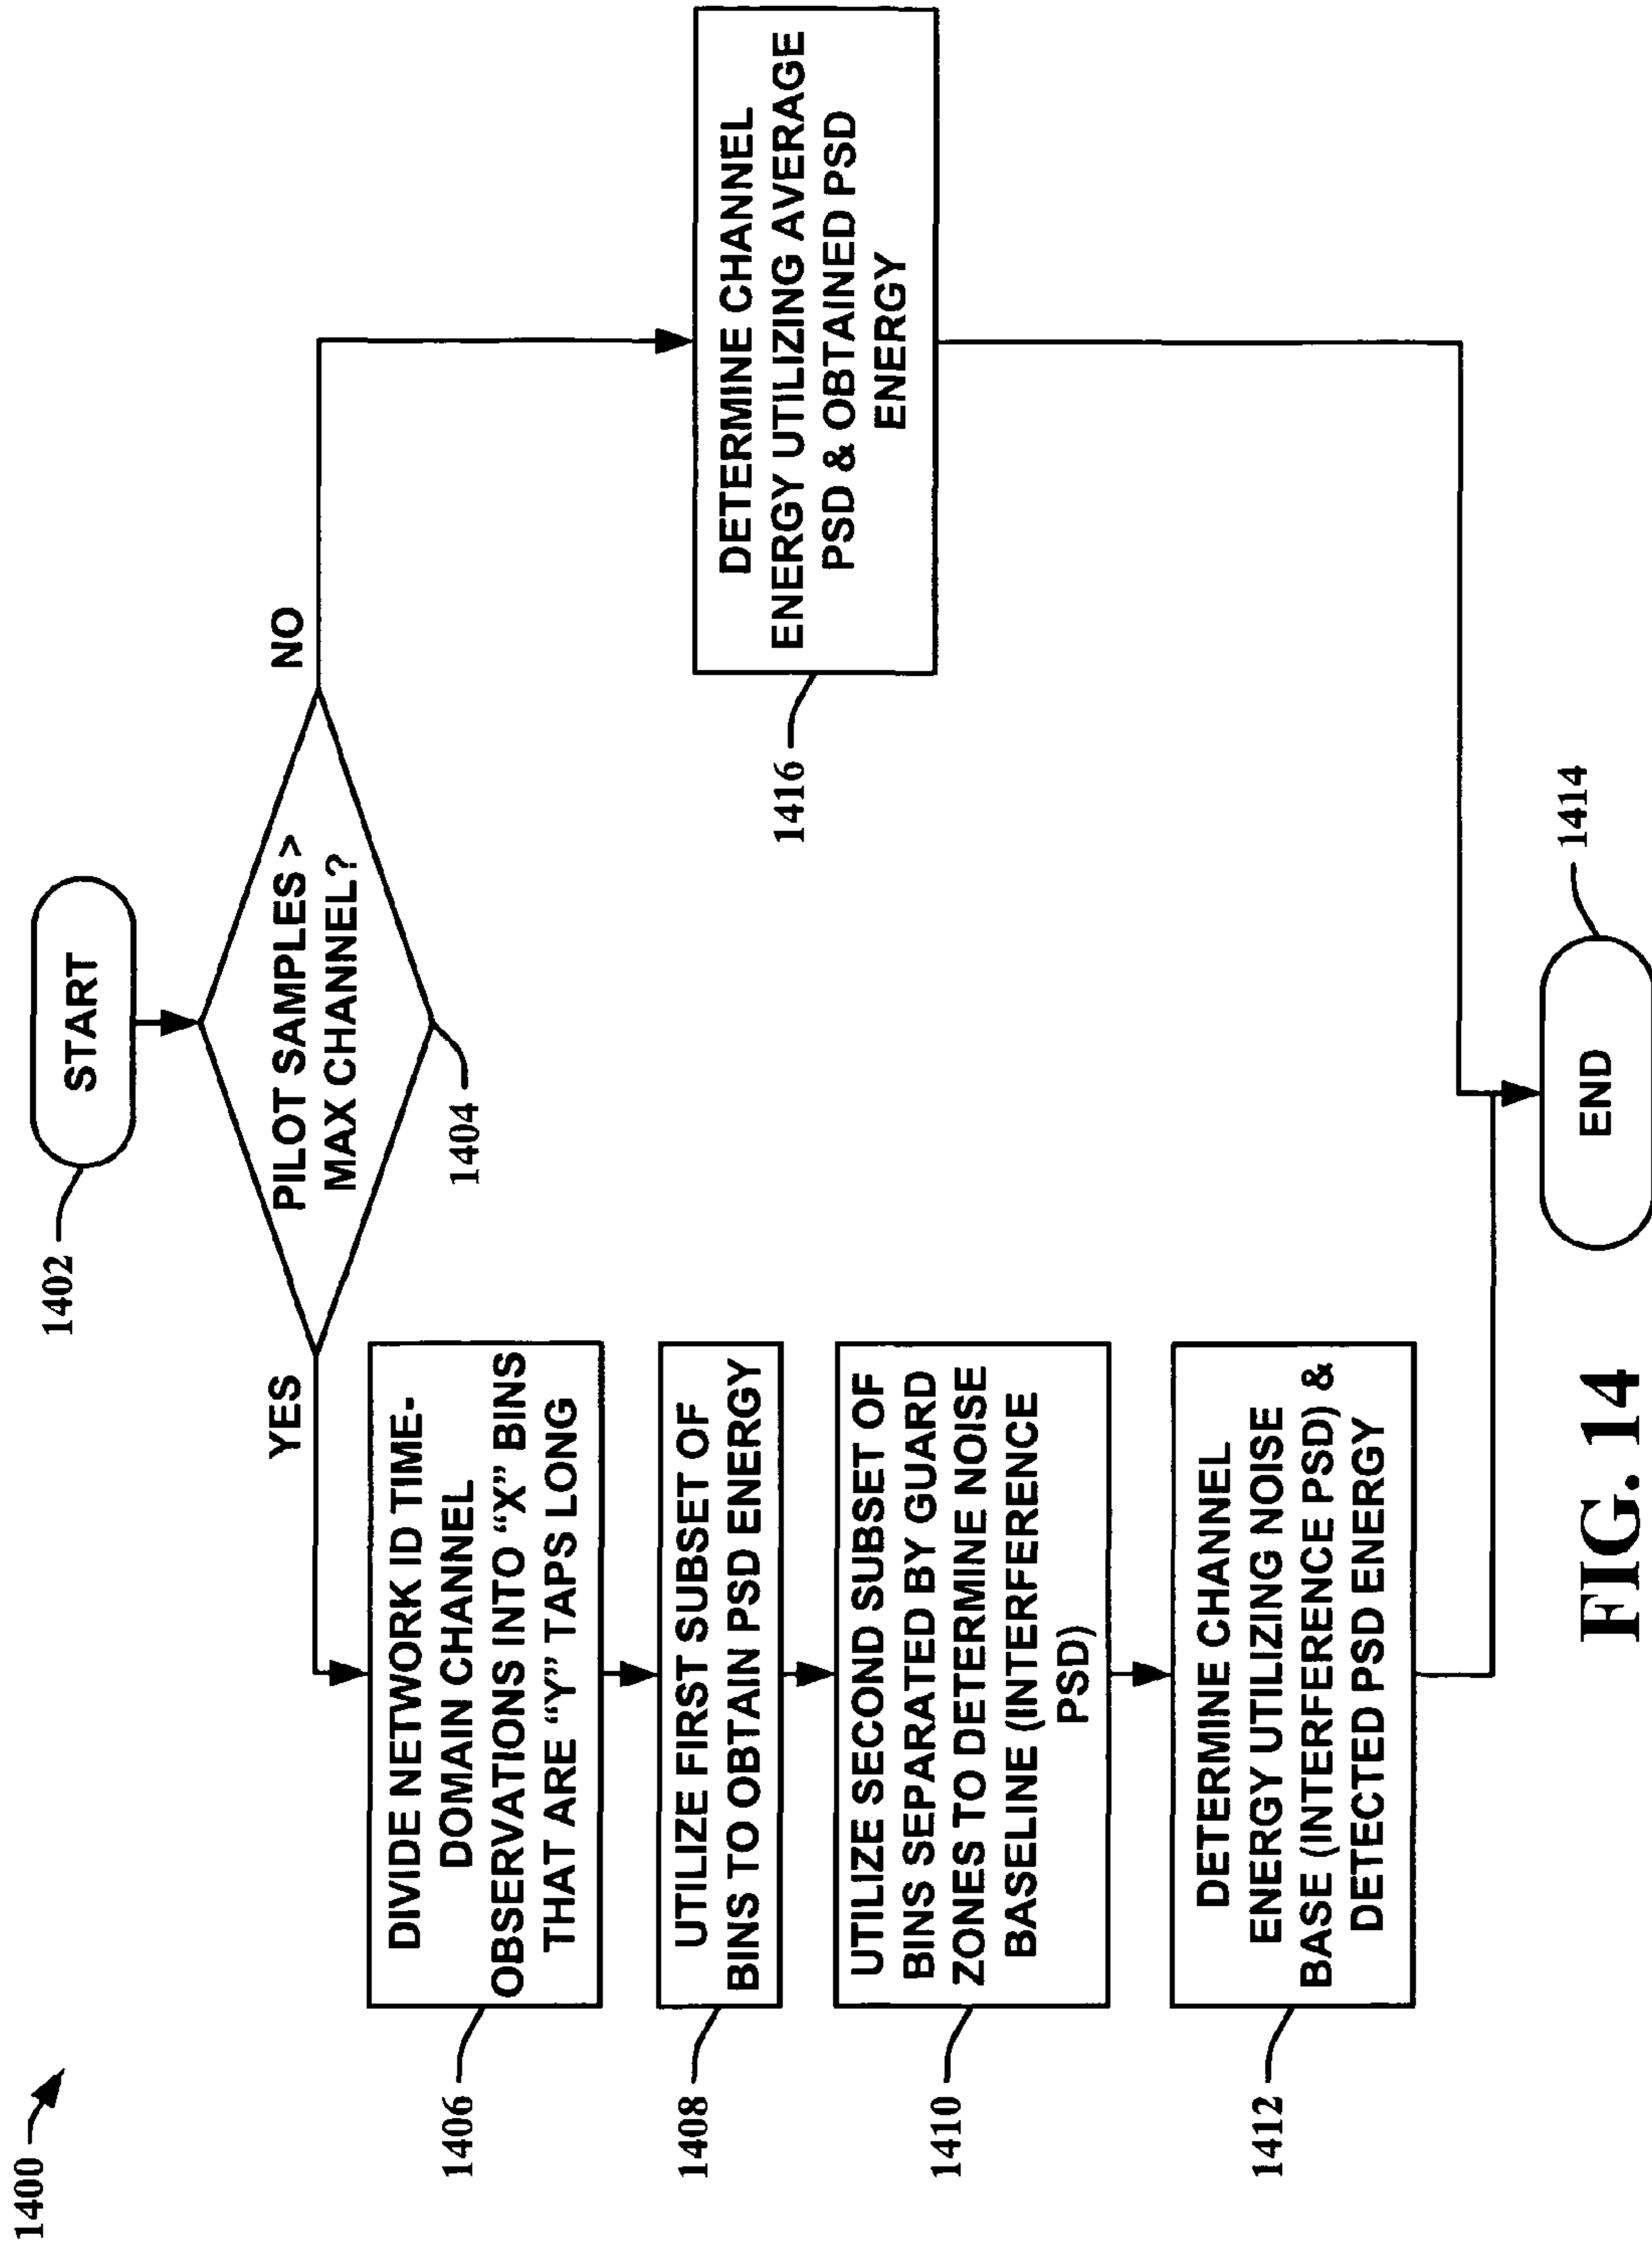 1400
START
1402
PILOT SAMPLES >
MAX CHANNEL?
1404
YES
NO
DIVIDE NETWORK ID TIME-
DOMAIN CHANNEL
OBSERVATIONS INTO “X” BINS
THAT ARE “Y” TAPS LONG
1406
UTILIZE FIRST SUBSET OF
BINS TO OBTAIN PSD ENERGY
1408
UTILIZE SECOND SUBSET OF
BINS SEPARATED BY GUARD
ZONES TO DETERMINE NOISE
BASELINE (INTERFERENCE
PSD)
1410
DETERMINE CHANNEL
ENERGY UTILIZING NOISE
BASE (INTERFERENCE PSD) &
DETECTED PSD ENERGY
1412
DETERMINE CHANNEL
ENERGY UTILIZING AVERAGE
PSD & OBTAINED PSD
ENERGY
1416
END
1414
FIG. 14